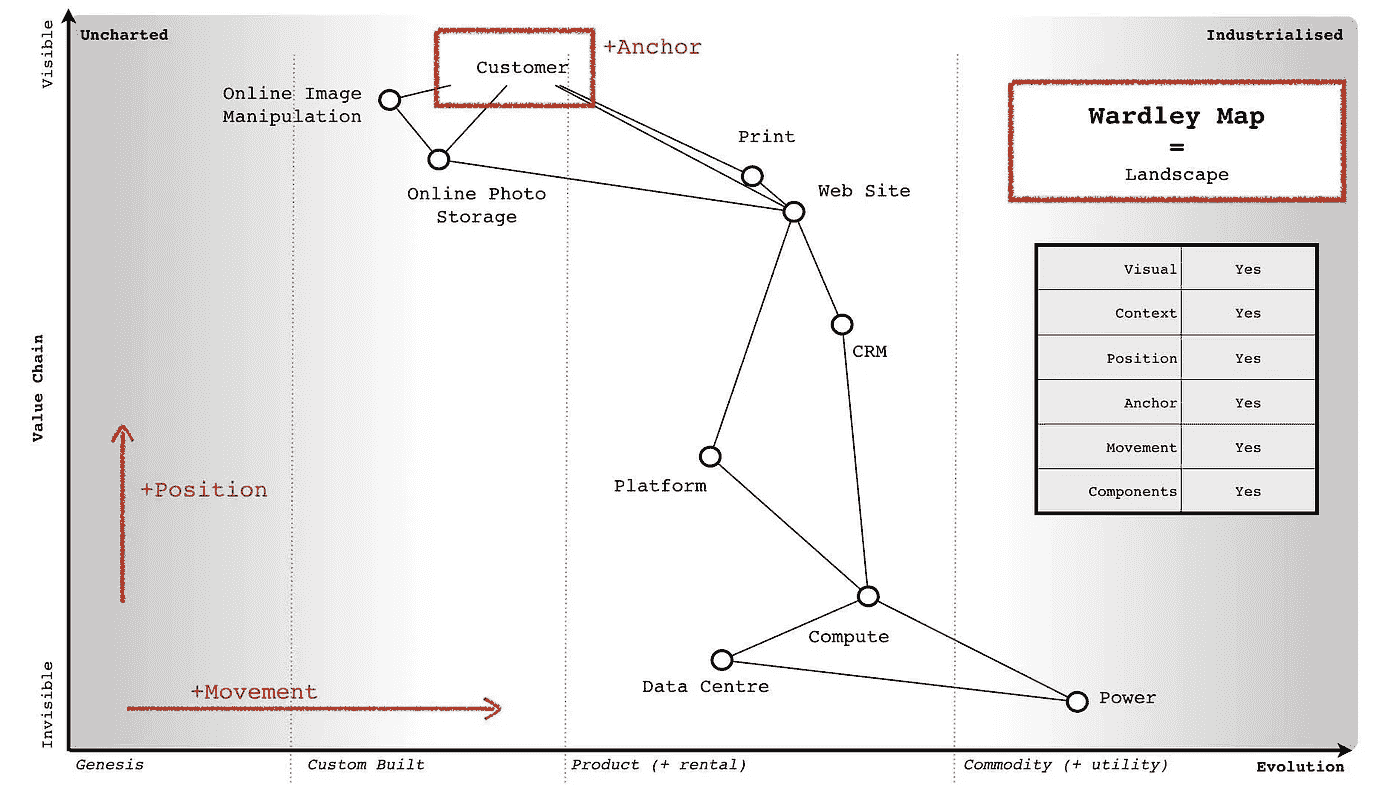 Visible
Uncharted
Industrialised
+Anchor
Customer
Online Image
Manipulation
Print
Online Photo
Storage
Web Site
Wardley Map
=
Landscape
Visual Yes
Context Yes
Position Yes
Anchor Yes
Movement Yes
Components Yes
CRM
Value Chain
+Position
Platform
Compute
Data Centre
Power
+Movement
Invisible
Genesis
Custom Built
Product (+ rental)
Commodity (+ utility)
Evolution